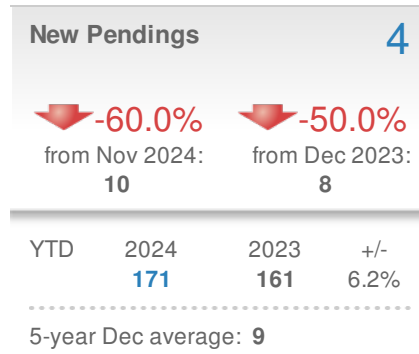 New Pendings 4
-60.0% -50.0%
from Nov 2024: from Dec 2023:
10 8
YTD 2024 2023 +/-
171 161 6.2%
5-year Dec average: 9